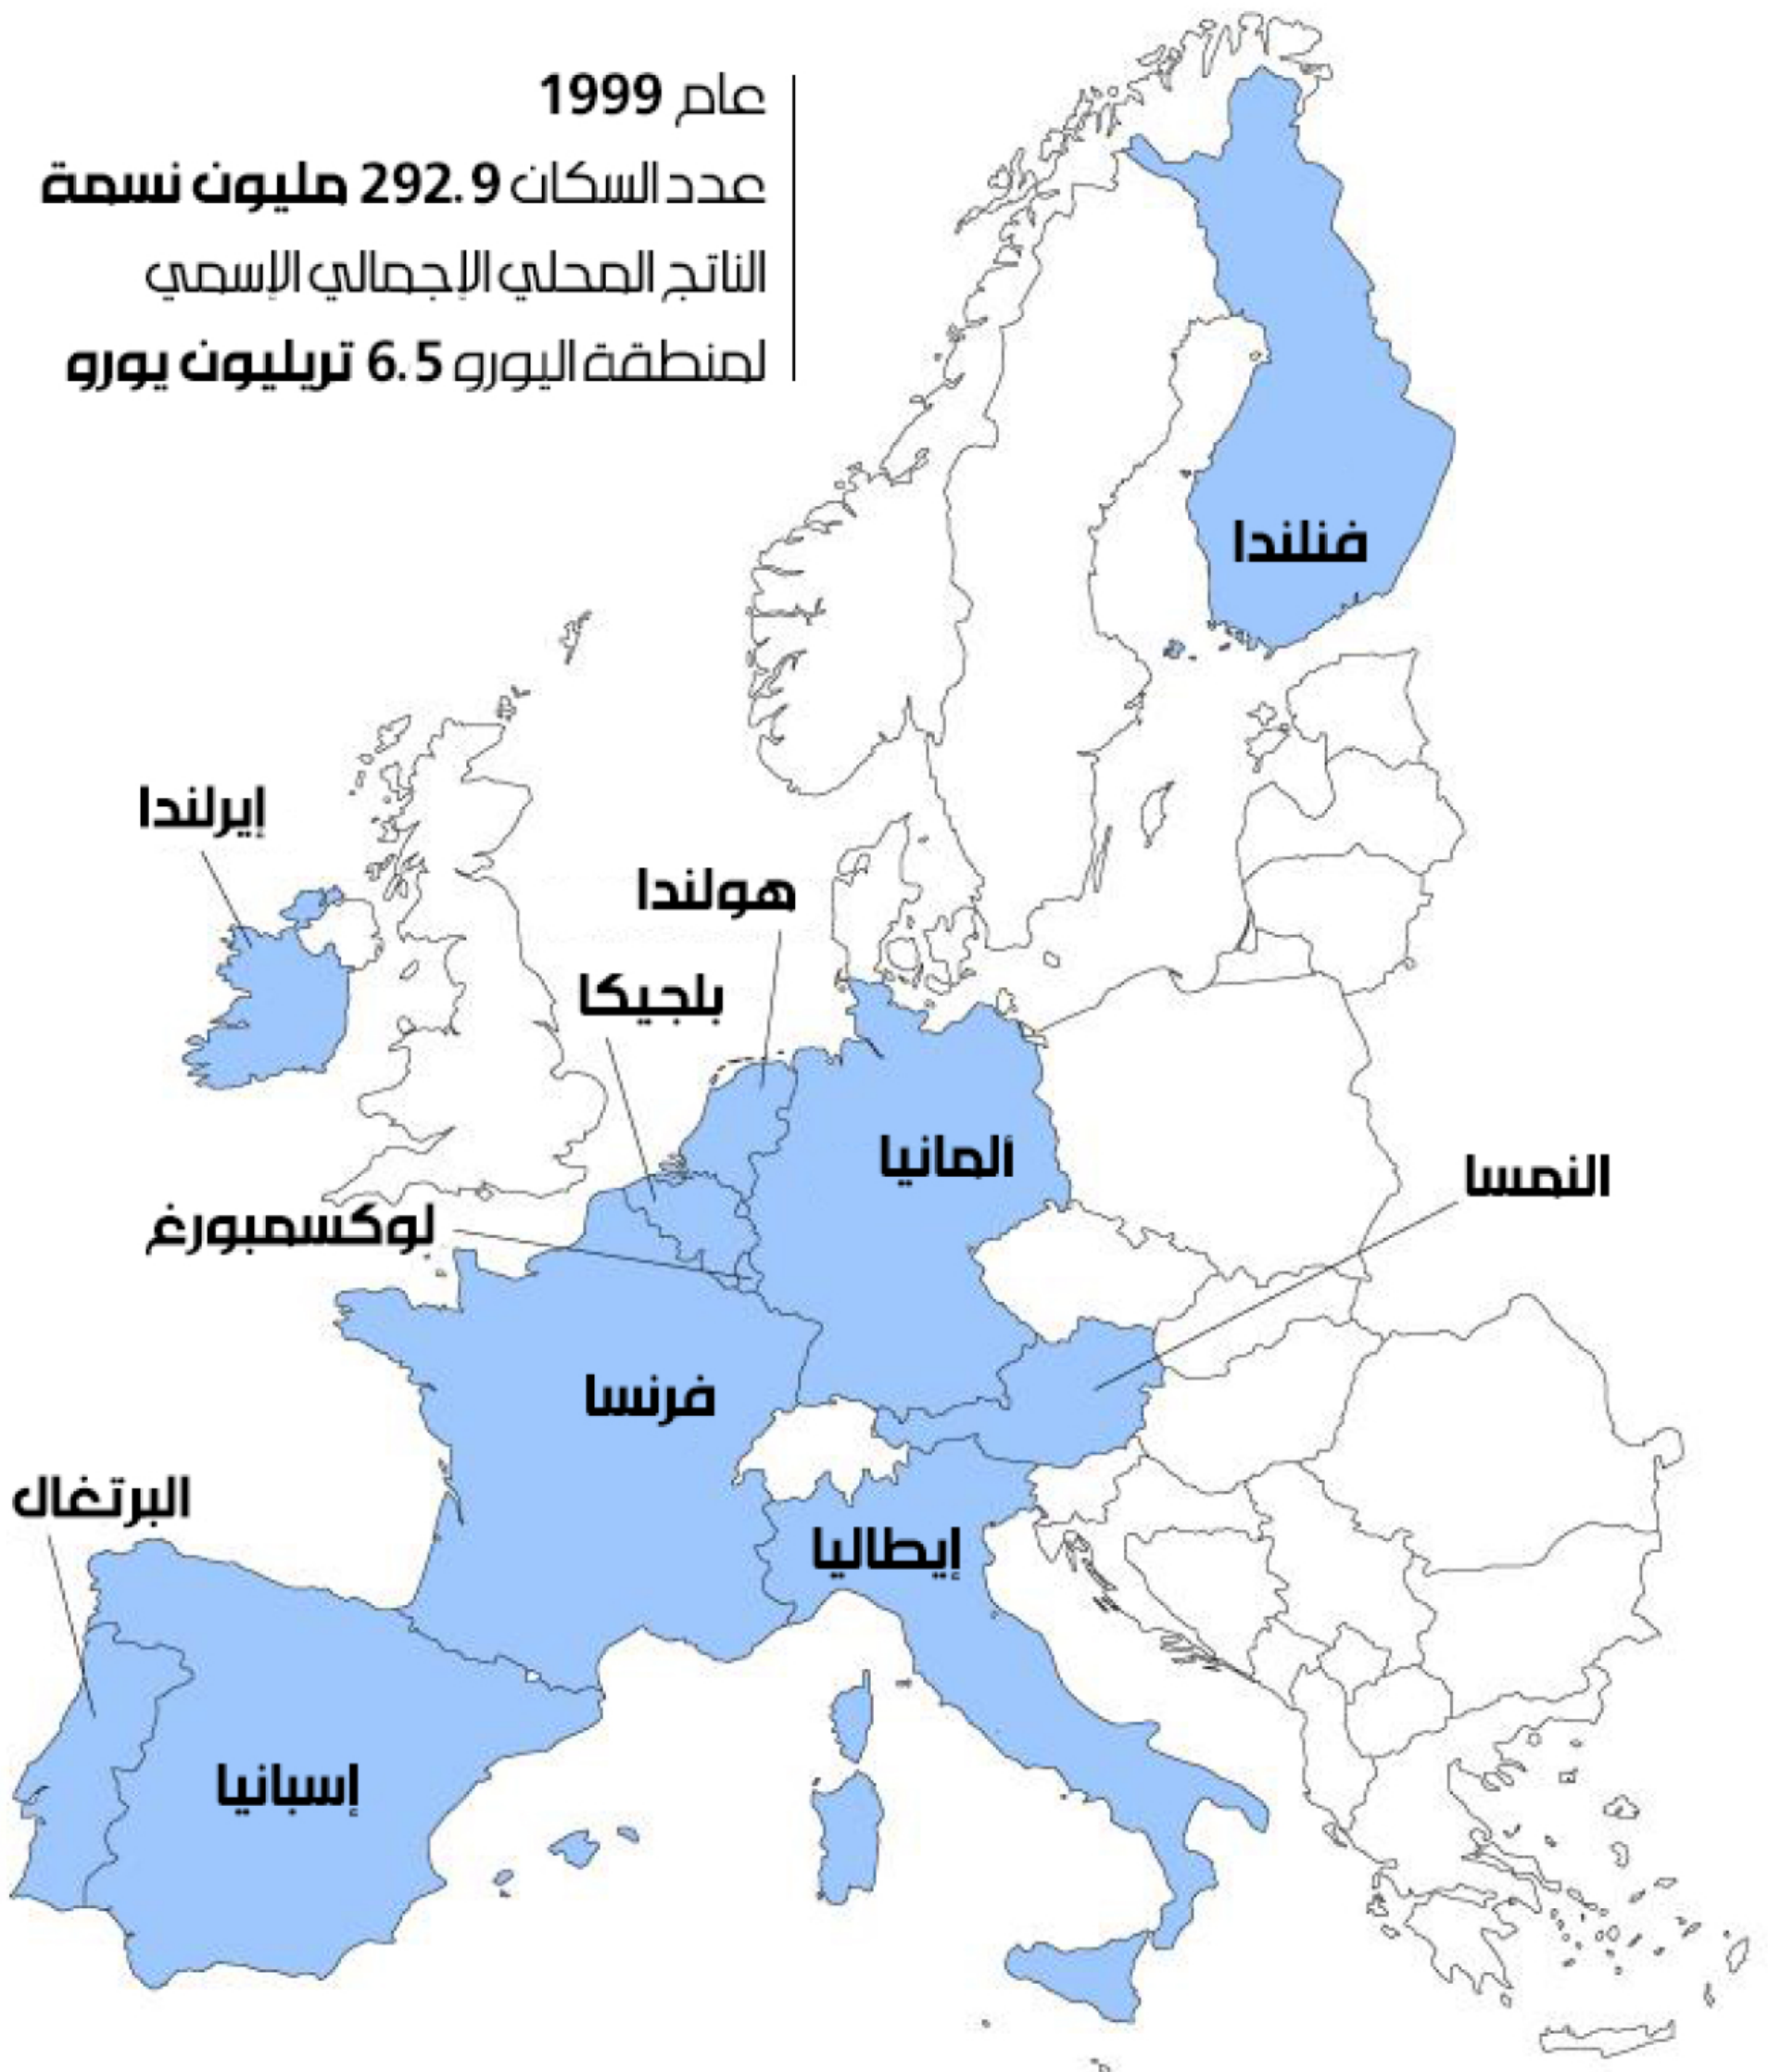 عام 1999
عدد السكان 292.9 مليون نسمة
الناتج المحلي الإجمالي الإسمي
لمنطقة اليورو 6.5 تريليون يورو
فنلندا
إيرلندا
هولندا
بلجيكا
ألمانيا
النمسا
لوكسمبورغ
فرنسا
البرتغال
إيطاليا
إسبانيا